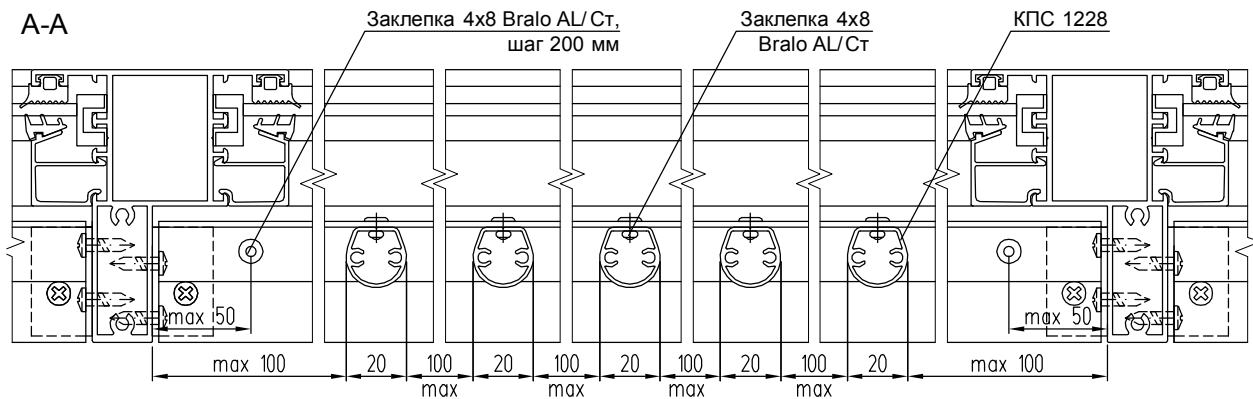 А-А
Заклепка 4х8 Bralo AL/Ст,
шаг 200 мм
Заклепка 4х8
Bralo AL/Ст
КПС 1228
max 50
max 50
max 100 20 100 20 100 20 100 20 100 20 max 100
max max max max